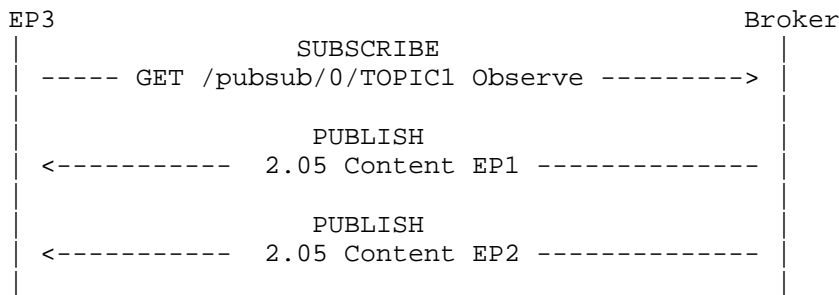 EP3 Broker
SUBSCRIBE
----- GET /pubsub/0/TOPIC1 Observe --------->
PUBLISH
<----------- 2.05 Content EP1 --------------
PUBLISH
<----------- 2.05 Content EP2 --------------